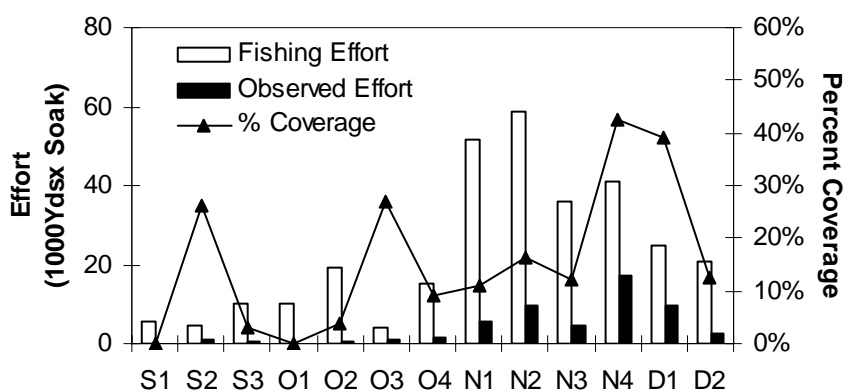 80
60
40
20
0
Effort
(1000Ydsx Soak)
Fishing Effort
Observed Effort
% Coverage
60%
50%
40%
30%
20%
10%
0%
Percent Coverage
S1 S2 S3 O1 O2 O3 O4 N1 N2 N3 N4 D1 D2